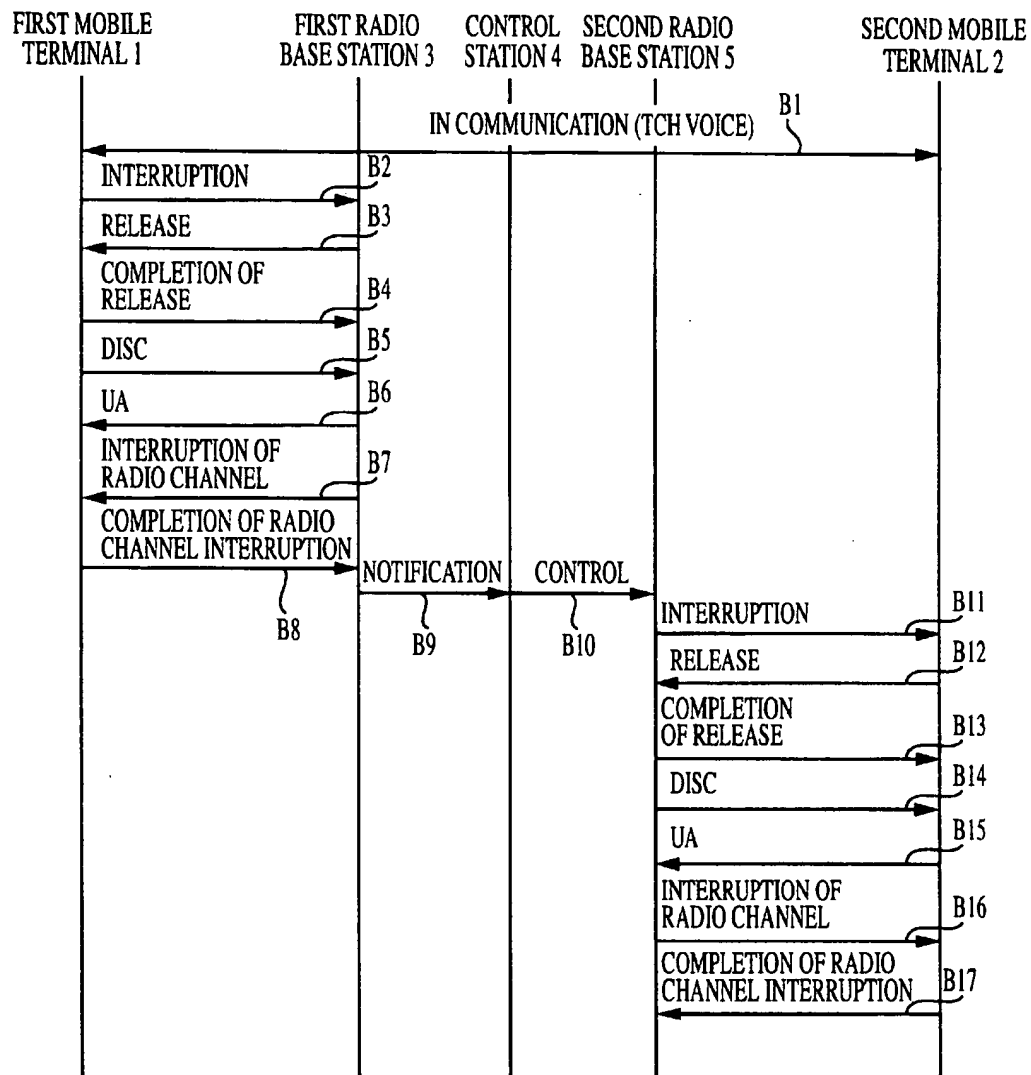 FIRST MOBILE
TERMINAL 1
FIRST RADIO
BASE STATION 3
CONTROL
STATION 4
SECOND RADIO
BASE STATION 5
SECOND MOBILE
TERMINAL 2
B1
IN COMMUNICATION (TCH VOICE)
INTERRUPTION
B2
RELEASE
B3
COMPLETION OF
RELEASE
B4
DISC
B5
UA
B6
INTERRUPTION OF
RADIO CHANNEL
B7
COMPLETION OF RADIO
CHANNEL INTERRUPTION
B8
NOTIFICATION
B9
CONTROL
B10
INTERRUPTION
B11
RELEASE
B12
COMPLETION
OF RELEASE
B13
DISC
B14
UA
B15
INTERRUPTION OF
RADIO CHANNEL
B16
COMPLETION OF RADIO
CHANNEL INTERRUPTION
B17